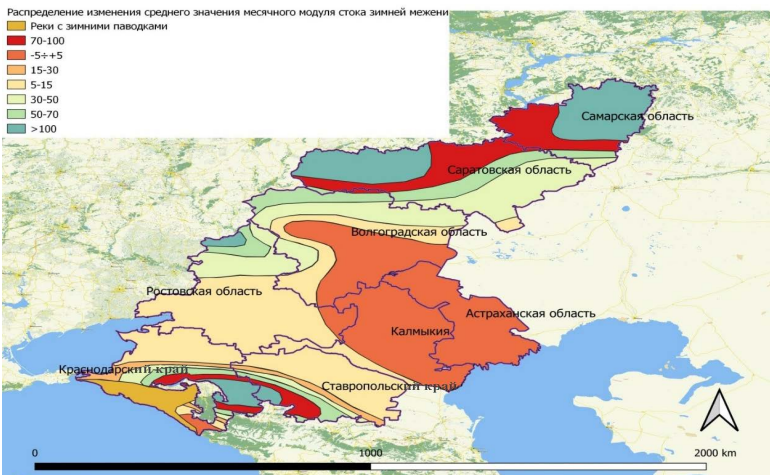 Распределение изменения среднего значения месячного модуля стока зимней межени
Реки с зимними паводками
70-100
-5÷+5
15-30
5-15
30-50
50-70
>100
Самарская область
Саратовская область
Волгоградская область
Ростовская область
Астраханская область
Калмыкия
Краснодарский край
Ставропольский край
0
1000
2000 km